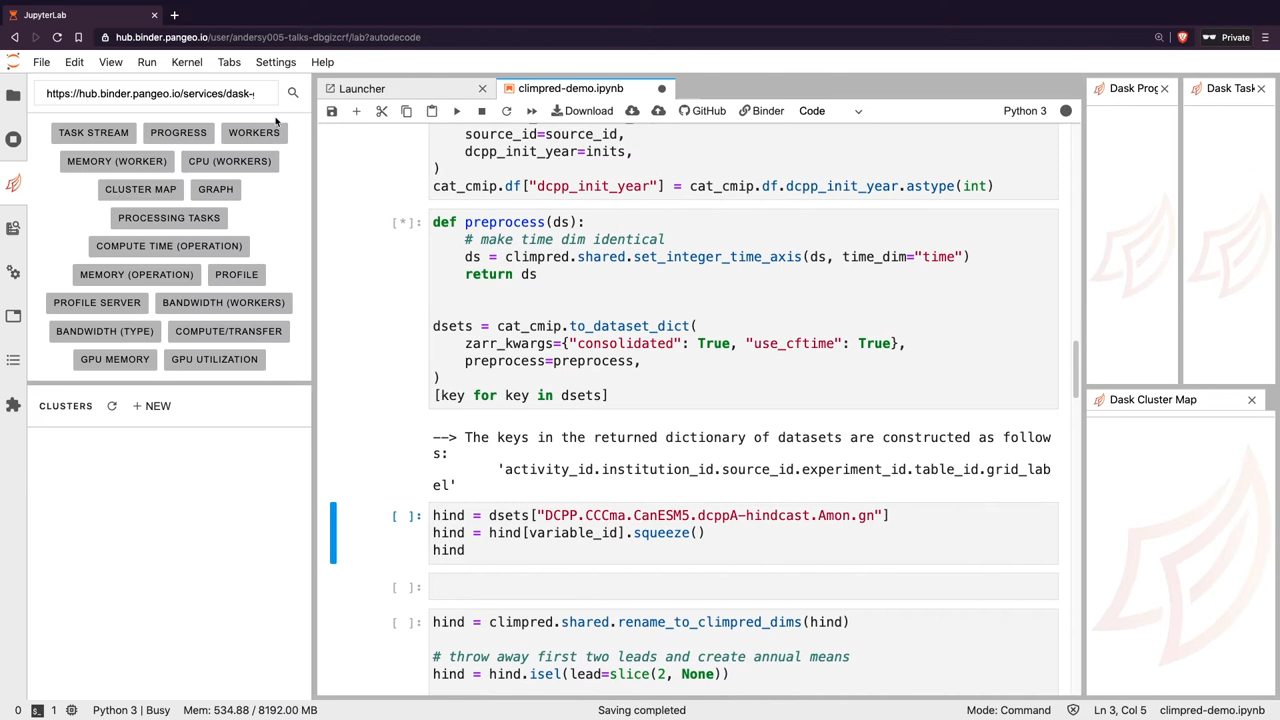 JupyterLab
hub.binder.pangeo.io/user/andersy005-talks-dbgizcrf/lab?autodecode
Private
File Edit View Run Kernel Tabs Settings Help
https://hub.binder.pangeo.io/services/dask-
Launcher
climpred-demo.ipynb
Dask Prog
Dask Task
Download
GitHub
Binder
Code
Python 3
TASK STREAM
PROGRESS
WORKERS
MEMORY (WORKER)
CPU (WORKERS)
CLUSTER MAP
GRAPH
PROCESSING TASKS
COMPUTE TIME (OPERATION)
MEMORY (OPERATION)
PROFILE
PROFILE SERVER
BANDWIDTH (WORKERS)
BANDWIDTH (TYPE)
COMPUTE/TRANSFER
GPU MEMORY
GPU UTILIZATION
CLUSTERS
+ NEW
source_id=source_id,
dcpp_init_year=inits,
)
cat_cmip.df["dcpp_init_year"] = cat_cmip.df.dcpp_init_year.astype(int)
[*]: def preprocess(ds):
# make time dim identical
ds = climpred.shared.set_integer_time_axis(ds, time_dim="time")
return ds
dsets = cat_cmip.to_dataset_dict(
zarr_kwargs={"consolidated": True, "use_cftime": True},
preprocess=preprocess,
)
[key for key in dsets]
--> The keys in the returned dictionary of datasets are constructed as follow
s:
'activity_id.institution_id.source_id.experiment_id.table_id.grid_lab
el'
[ ]: hind = dsets["DCPP.CCCma.CanESM5.dcppA-hindcast.Amon.gn"]
hind = hind[variable_id].squeeze()
hind
[ ]:
[ ]: hind = climpred.shared.rename_to_climpred_dims(hind)
# throw away first two leads and create annual means
hind = hind.isel(lead=slice(2, None))
Dask Cluster Map
0 1 Python 3 | Busy Mem: 534.88 / 8192.00 MB Saving completed Mode: Command Ln 3, Col 5 climpred-demo.ipynb